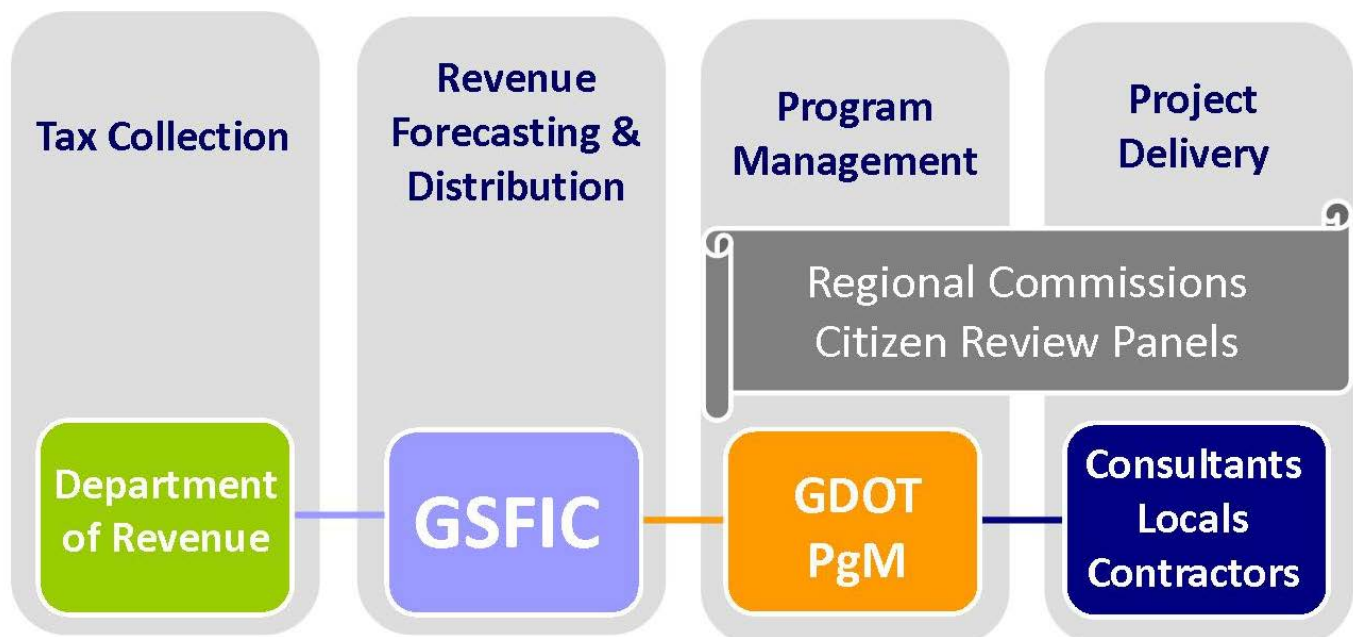 Tax Collection
Revenue
Forecasting &
Distribution
Program
Management
Project
Delivery
Regional Commissions
Citizen Review Panels
Department
of Revenue
GSFIC
GDOT
PgM
Consultants
Locals
Contractors